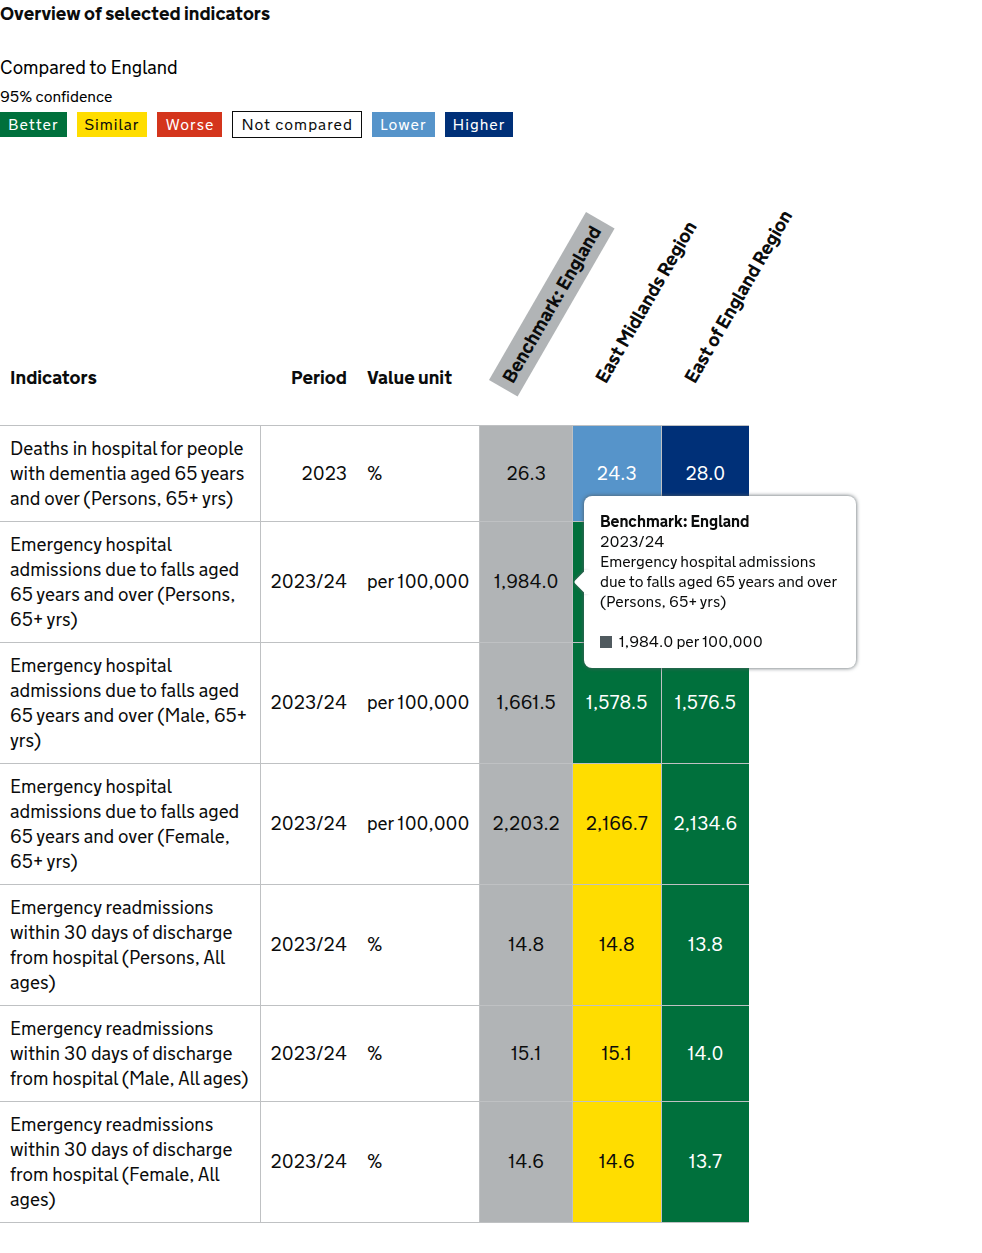 Overview of selected indicators
Compared to England
95% confidence
Better Similar Worse Not compared Lower Higher
Benchmark: England
East Midlands Region
East of England Region
Indicators Period Value unit
Deaths in hospital for people
with dementia aged 65 years
and over (Persons, 65+ yrs)
2023 % 26.3 24.3 28.0
Emergency hospital
admissions due to falls aged
65 years and over (Persons,
65+ yrs)
2023/24 per 100,000 1,984.0
Benchmark: England
2023/24
Emergency hospital admissions
due to falls aged 65 years and over
(Persons, 65+ yrs)
1,984.0 per 100,000
Emergency hospital
admissions due to falls aged
65 years and over (Male, 65+
yrs)
2023/24 per 100,000 1,661.5 1,578.5 1,576.5
Emergency hospital
admissions due to falls aged
65 years and over (Female,
65+ yrs)
2023/24 per 100,000 2,203.2 2,166.7 2,134.6
Emergency readmissions
within 30 days of discharge
from hospital (Persons, All
ages)
2023/24 % 14.8 14.8 13.8
Emergency readmissions
within 30 days of discharge
from hospital (Male, All ages)
2023/24 % 15.1 15.1 14.0
Emergency readmissions
within 30 days of discharge
from hospital (Female, All
ages)
2023/24 % 14.6 14.6 13.7